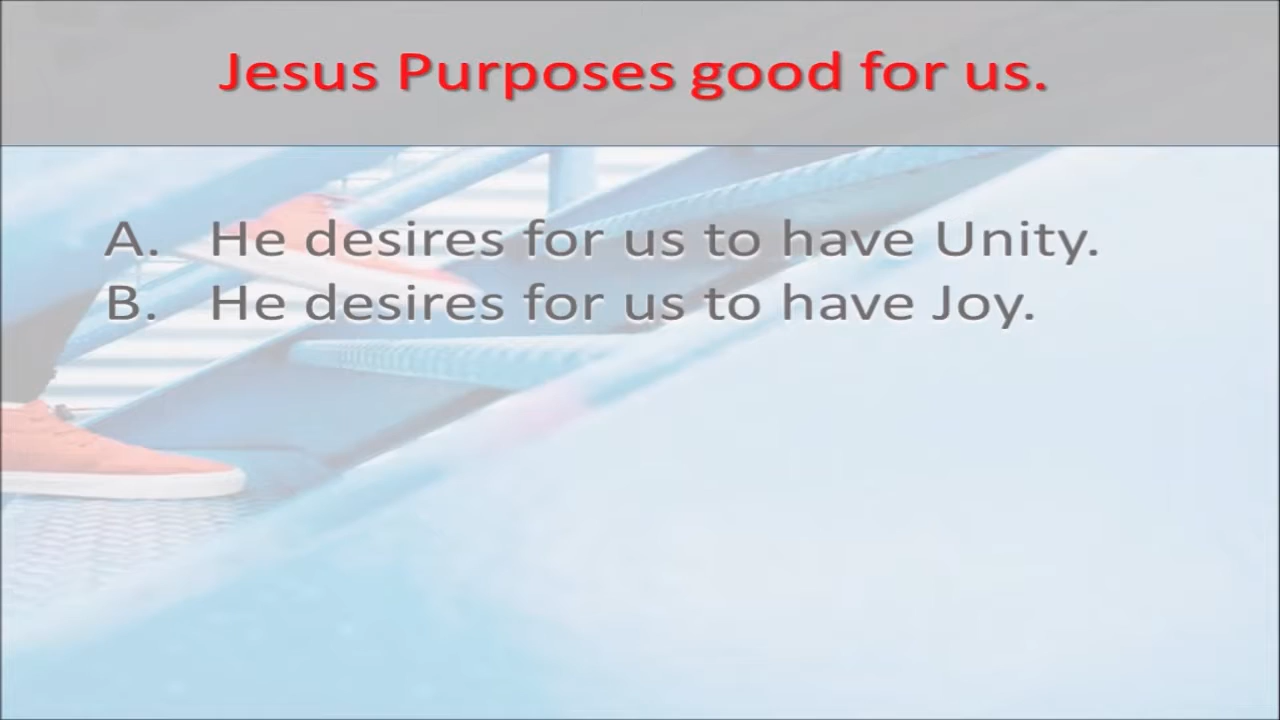 Jesus Purposes good for us.
A. He desires for us to have Unity.
B. He desires for us to have Joy.